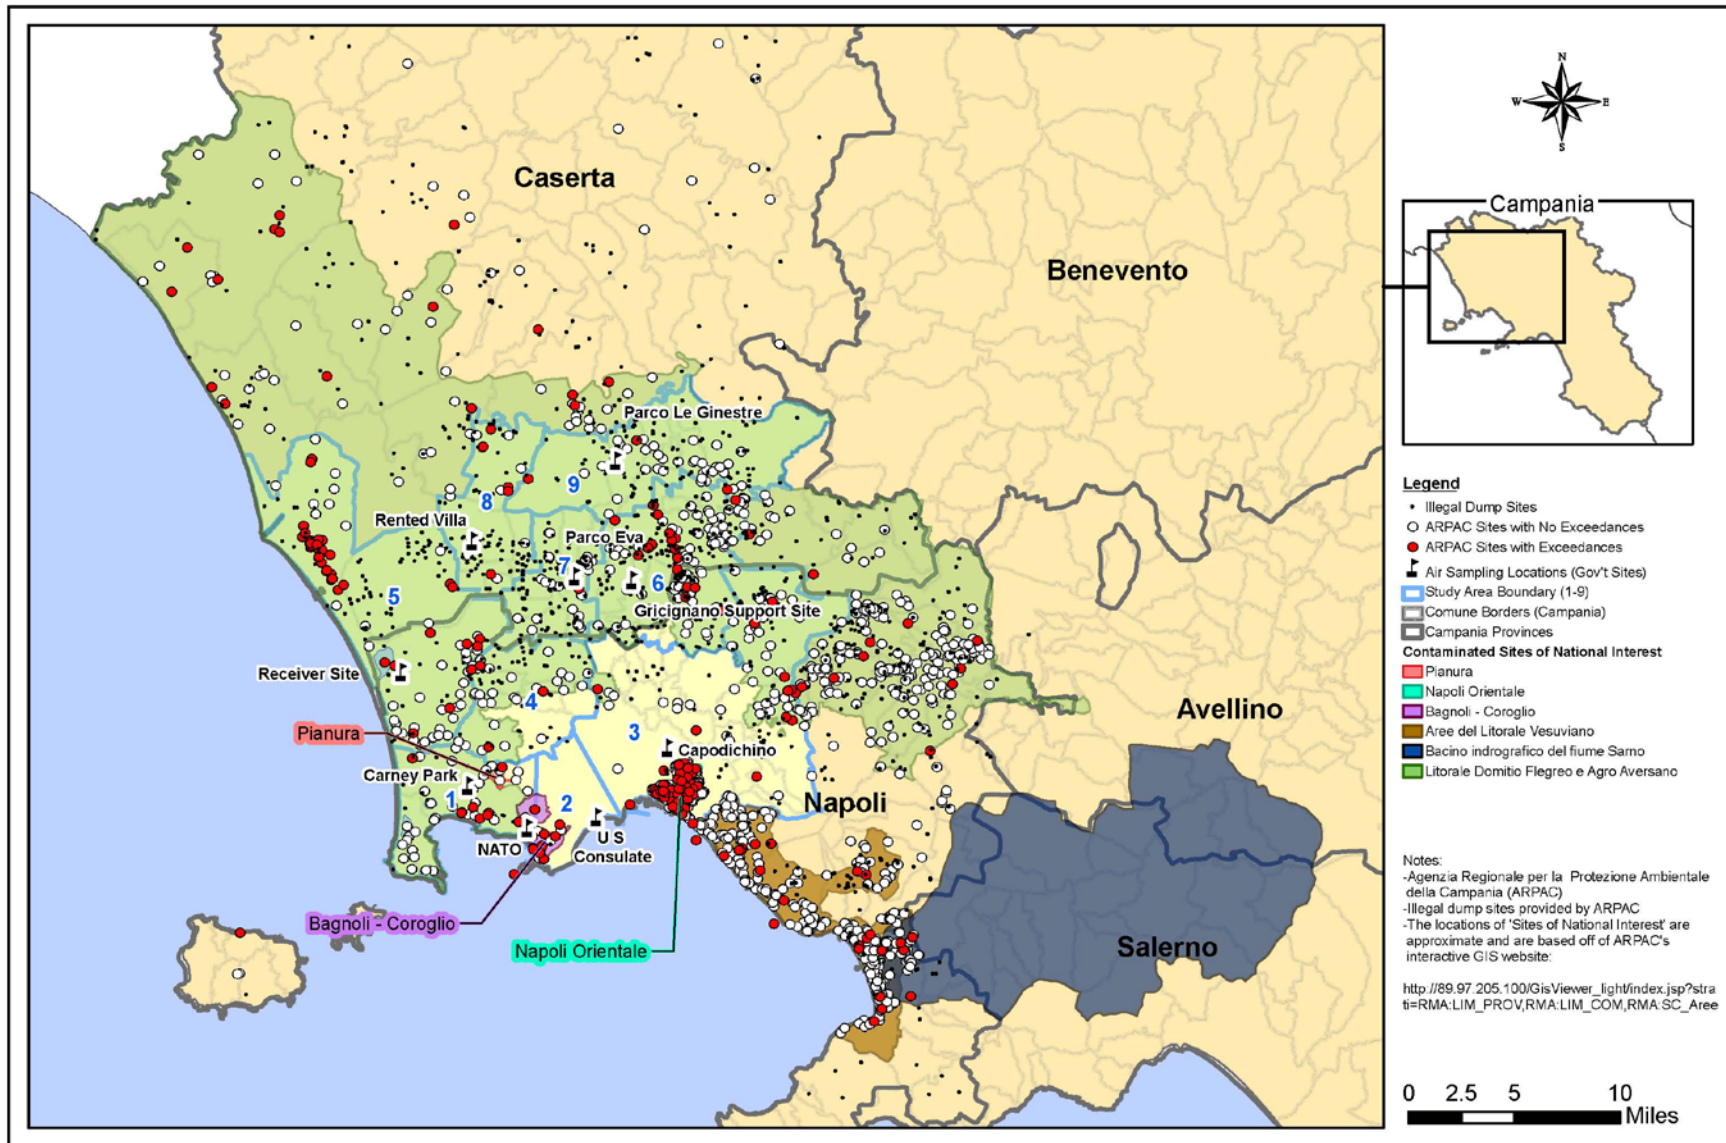 Caserta
Benevento
Parco Le Ginestre
9
8
Rented Villa
Parco Eva
7
6
5
Gricignano Support Site
Receiver Site
4
3
Avellino
Pianura
Capodichino
Carney Park
1
2
Napoli
NATO
U S
Consulate
Bagnoli - Coroglio
Napoli Orientale
Salerno
N
W
E
S
Campania
Legend
Illegal Dump Sites
ARPAC Sites with No Exceedances
ARPAC Sites with Exceedances
Air Sampling Locations (Gov't Sites)
Study Area Boundary (1-9)
Comune Borders (Campania)
Campania Provinces
Contaminated Sites of National Interest
Pianura
Napoli Orientale
Bagnoli - Coroglio
Aree del Litorale Vesuviano
Bacino indrografico del fiume Sarno
Litorale Domitio Flegreo e Agro Aversano
Notes:
-Agenzia Regionale per la Protezione Ambientale
della Campania (ARPAC)
-Illegal dump sites provided by ARPAC
-The locations of 'Sites of National Interest' are
approximate and are based off of ARPAC's
interactive GIS website:
http://89.97.205.100/GisViewer_light/index.jsp?stra
ti=RMA:LIM_PROV,RMA:LIM_COM,RMA:SC_Aree
0 2.5 5 10
Miles